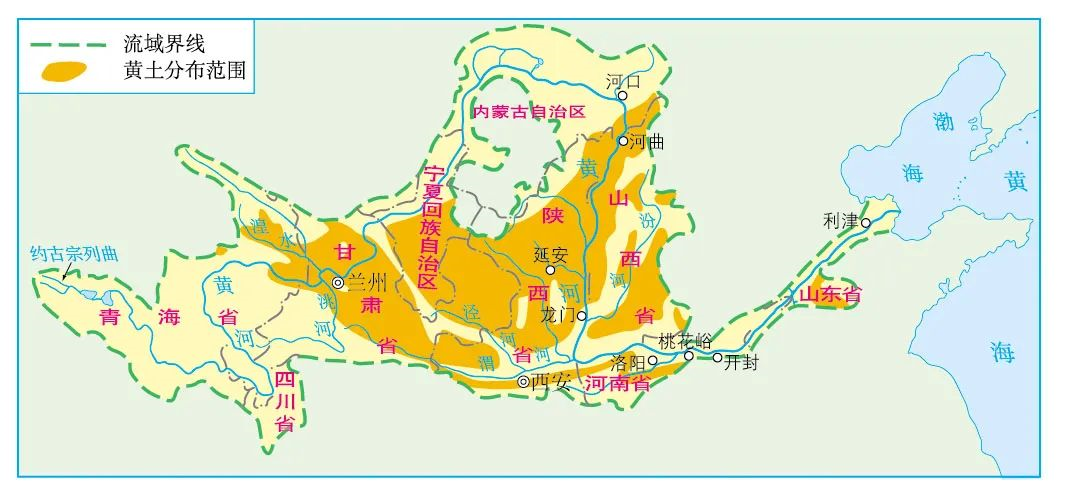 流域界线
黄土分布范围
河口
内蒙古自治区
河曲
渤海
黄海
宁夏回族自治区
黄河
陕西省
山西省
汾河
湟水
甘肃省
利津
约古宗列曲
延安
兰州
黄河
青海省
洮河
泾河
龙门
山东省
渭河
桃花峪
洛阳
开封
西安
河南省
四川省